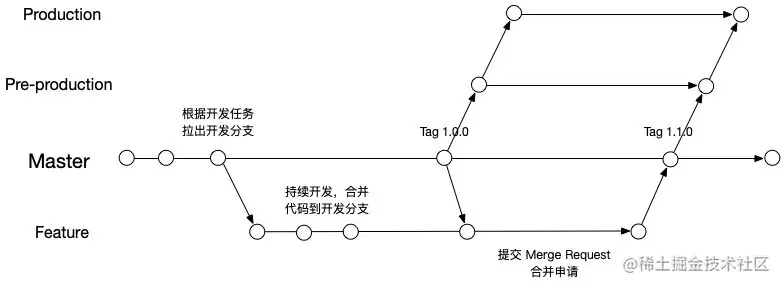 Production
Pre-production
根据开发任务
拉出开发分支
Tag 1.0.0
Tag 1.1.0
Master
持续开发，合并
代码到开发分支
Feature
提交 Merge Request
合并申请
@稀土掘金技术社区